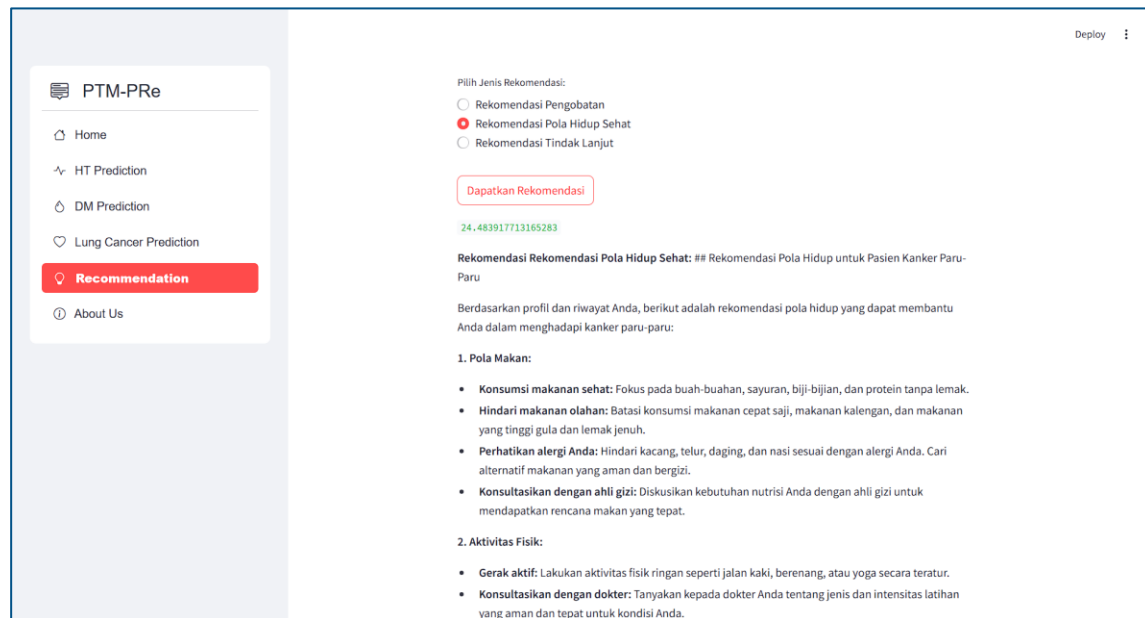 Deploy
PTM-PRe
Home
HT Prediction
DM Prediction
Lung Cancer Prediction
Recommendation
About Us
Pilih Jenis Rekomendasi:
Rekomendasi Pengobatan
Rekomendasi Pola Hidup Sehat
Rekomendasi Tindak Lanjut
Dapatkan Rekomendasi
24.483917713165283
Rekomendasi Rekomendasi Pola Hidup Sehat: ## Rekomendasi Pola Hidup untuk Pasien Kanker Paru-
Paru
Berdasarkan profil dan riwayat Anda, berikut adalah rekomendasi pola hidup yang dapat membantu
Anda dalam menghadapi kanker paru-paru:
1. Pola Makan:
• Konsumsi makanan sehat: Fokus pada buah-buahan, sayuran, biji-bijian, dan protein tanpa lemak.
• Hindari makanan olahan: Batasi konsumsi makanan cepat saji, makanan kalengan, dan makanan
yang tinggi gula dan lemak jenuh.
• Perhatikan alergi Anda: Hindari kacang, telur, daging, dan nasi sesuai dengan alergi Anda. Cari
alternatif makanan yang aman dan bergizi.
• Konsultasikan dengan ahli gizi: Diskusikan kebutuhan nutrisi Anda dengan ahli gizi untuk
mendapatkan rencana makan yang tepat.
2. Aktivitas Fisik:
• Gerak aktif: Lakukan aktivitas fisik ringan seperti jalan kaki, berenang, atau yoga secara teratur.
• Konsultasikan dengan dokter: Tanyakan kepada dokter Anda tentang jenis dan intensitas latihan
yang aman dan tepat untuk kondisi Anda.